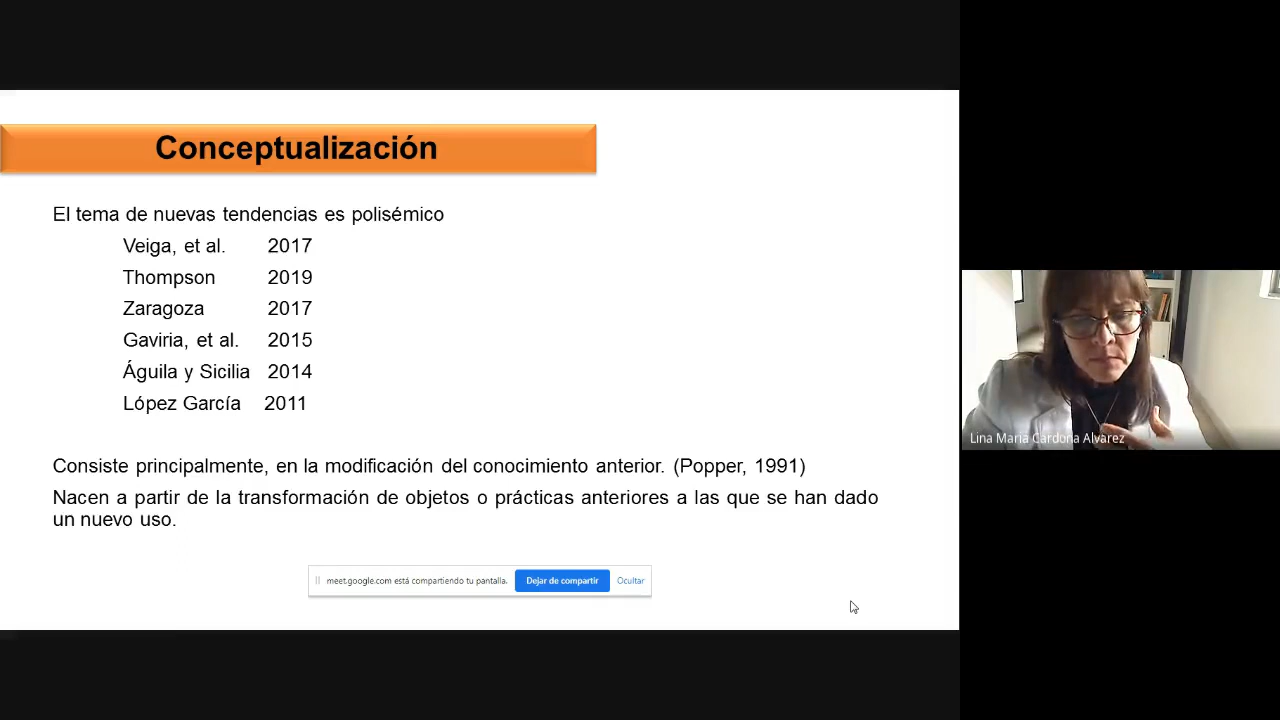 Conceptualización
El tema de nuevas tendencias es polisémico
Veiga, et al. 2017
Thompson 2019
Zaragoza 2017
Gaviria, et al. 2015
Águila y Sicilia 2014
López García 2011
Consiste principalmente, en la modificación del conocimiento anterior. (Popper, 1991)
Nacen a partir de la transformación de objetos o prácticas anteriores a las que se han dado
un nuevo uso.
meet.google.com está compartiendo tu pantalla. Dejar de compartir Ocultar
Lina Maria Cardona Alvarez